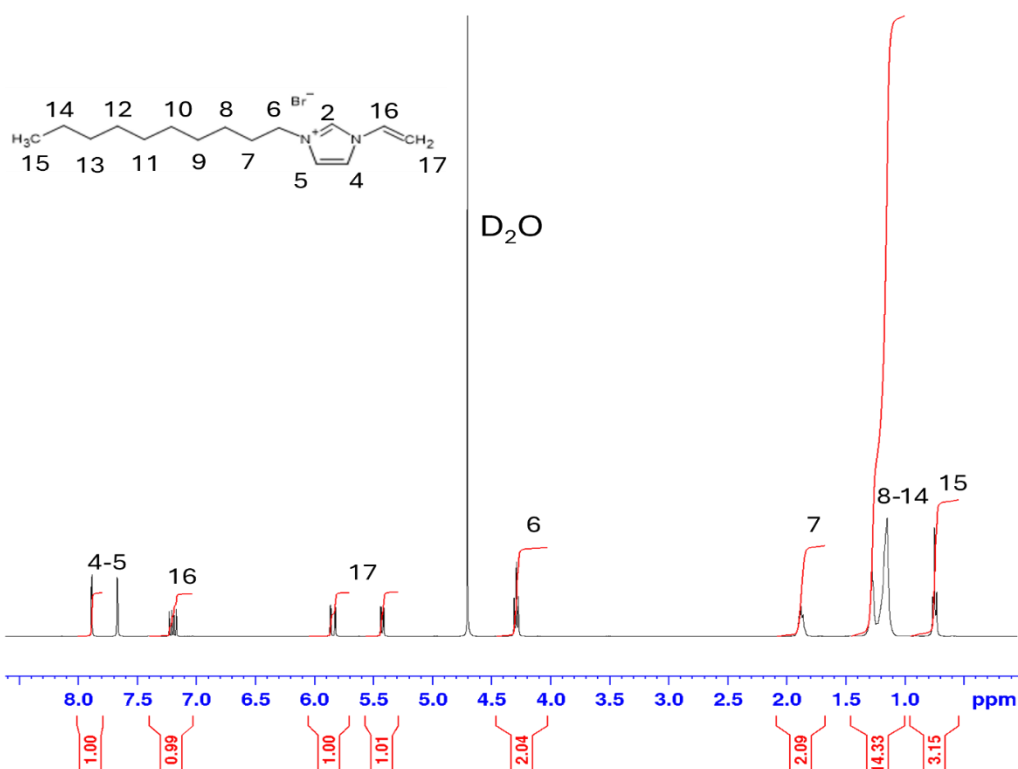 Br⁻
14 12 10 8 6 2 16
H₃C N⁺ N CH₂
15 13 11 9 7 5 4 17
D₂O
4-5 16 17 6 7 8-14 15
8.0 7.5 7.0 6.5 6.0 5.5 5.0 4.5 4.0 3.5 3.0 2.5 2.0 1.5 1.0 ppm
1.00 0.99 1.00 1.01 2.04 2.09 14.33 3.15